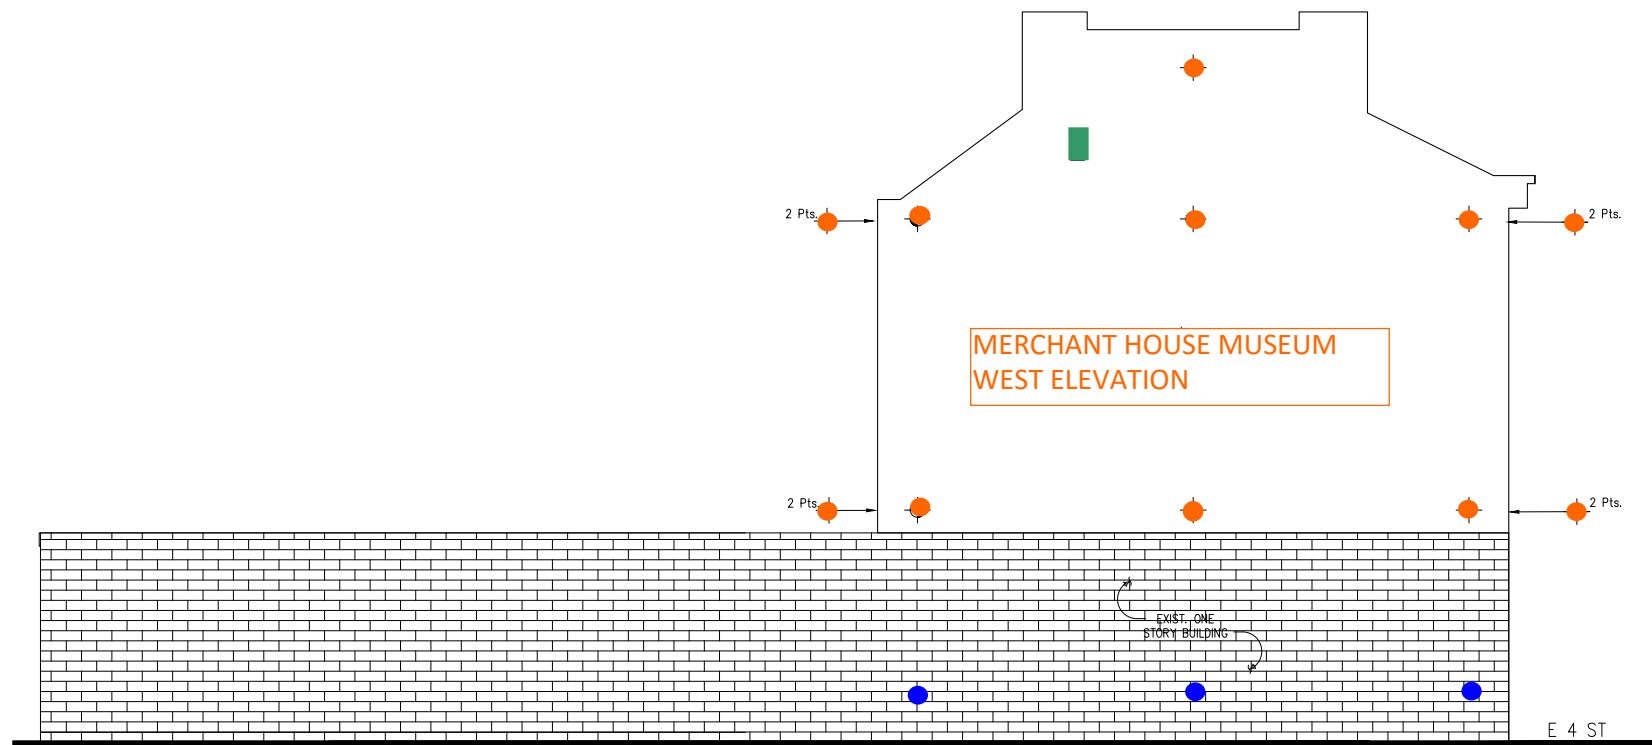 2 Pts.
2 Pts.
MERCHANT HOUSE MUSEUM
WEST ELEVATION
2 Pts.
2 Pts.
EXIST. ONE
STORY BUILDING
E 4 ST